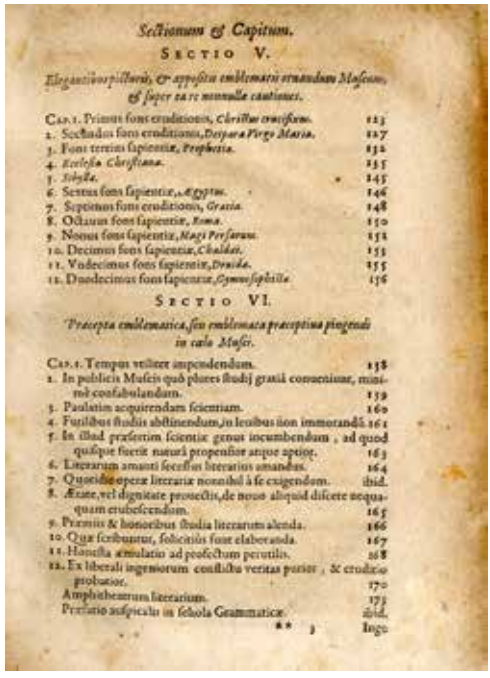 Sectionum & Capitum.
SECTIO V.
Elegantibus picturis, & appositis emblematis ornandum Museum,
& super ea re nonnullæ cautiones.
CAP. 1. Primus fons eruditionis, Christus crucifixus. 123
2. Secundus fons eruditionis, Deipara Virgo Maria. 127
3. Fons tertius sapientiæ, Prophetia. 132
4. Ecclesia Christiana. 135
5. Sibylla. 145
6. Sextus fons sapientiæ, Ægyptus. 146
7. Septimus fons eruditionis, Græcia. 148
8. Octauus fons sapientiæ, Roma. 150
9. Nonus fons sapientiæ, Magi Persarum. 152
10. Decimus fons sapientiæ, Chaldæi. 153
11. Vndecimus fons sapientiæ, Druidæ. 155
12. Duodecimus fons sapientiæ, Gymnosophistæ. 156
SECTIO VI.
Præcepta emblematica, seu emblemata præceptiua pingendi
in cœlo Musei.
CAP. 1. Tempus vtiliter impendendum. 158
2. In publicis Museis quò plures studij gratiâ conueniunt, mini-
mè confabulandum. 159
3. Paulatim acquirendam scientiam. 160
4. Futilibus studiis abstinendum, in leuibus non immorandū. 161
5. In illud præsertim scientiæ genus incumbendum, ad quod
quisque fuerit naturâ propensior atque aptior. 163
6. Literarum amanti secessus literarius amandus. 164
7. Quotidie operæ literariæ nonnihil à se exigendum. ibid.
8. Ætate, vel dignitate prouectis, de nouo aliquid discere nequa-
quam erubescendum. 165
9. Præmiis & honoribus studia literarum alenda. 166
10. Quæ scribuntur, solicitiùs sunt elaboranda. 167
11. Honesta æmulatio ad profectum perutilis. 168
12. Ex liberali ingeniorum conflictu veritas purior, & eruditio
probatior. 170
Amphitheatrum literarium. 173
Præfatio auspicalis in schola Grammaticæ. ibid.
** 3 Inge